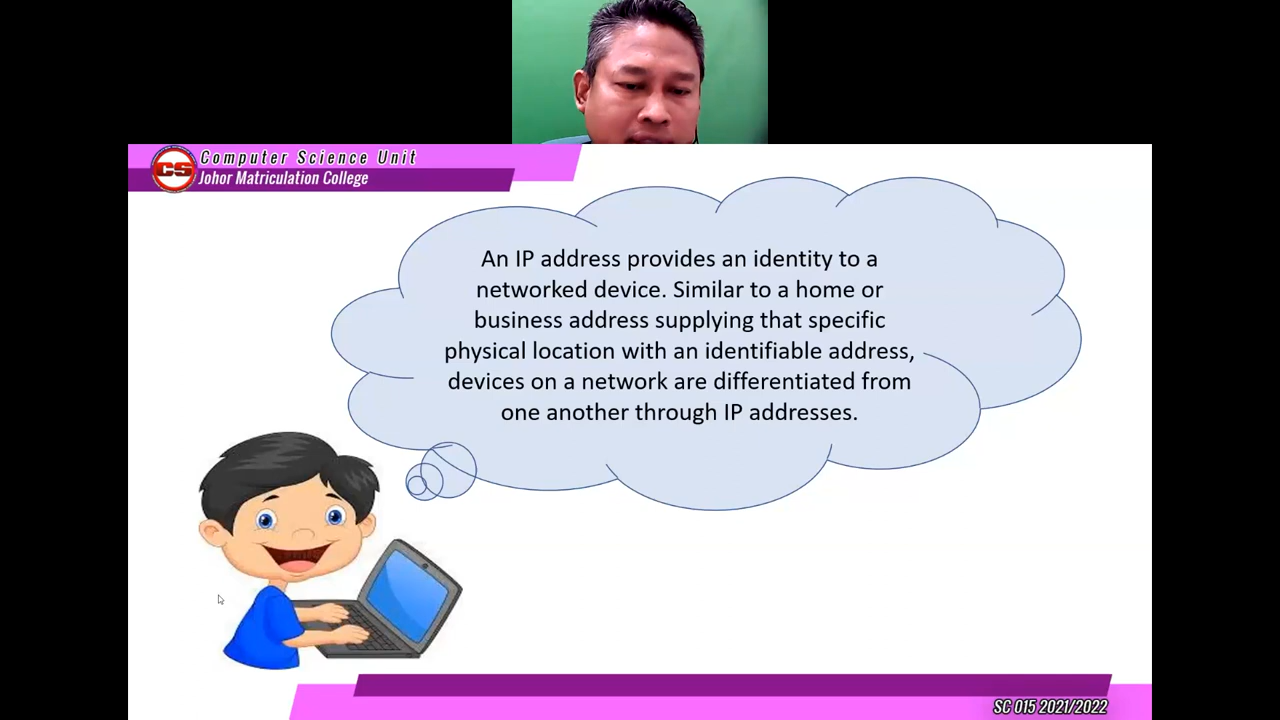 Computer Science Unit
CS
Johor Matriculation College
An IP address provides an identity to a
networked device. Similar to a home or
business address supplying that specific
physical location with an identifiable address,
devices on a network are differentiated from
one another through IP addresses.
SC 015 2021/2022